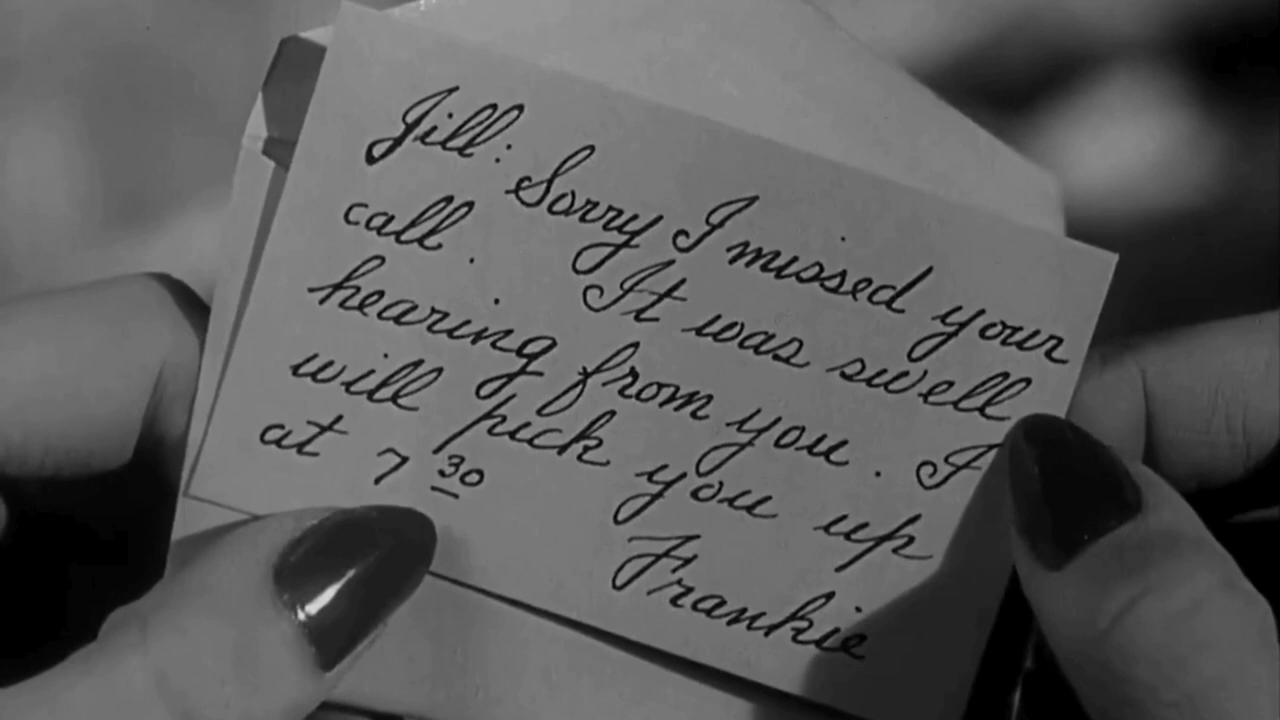 Jill: Sorry I missed your
call. It was swell
hearing from you. I
will pick you up
at 7 30
Frankie